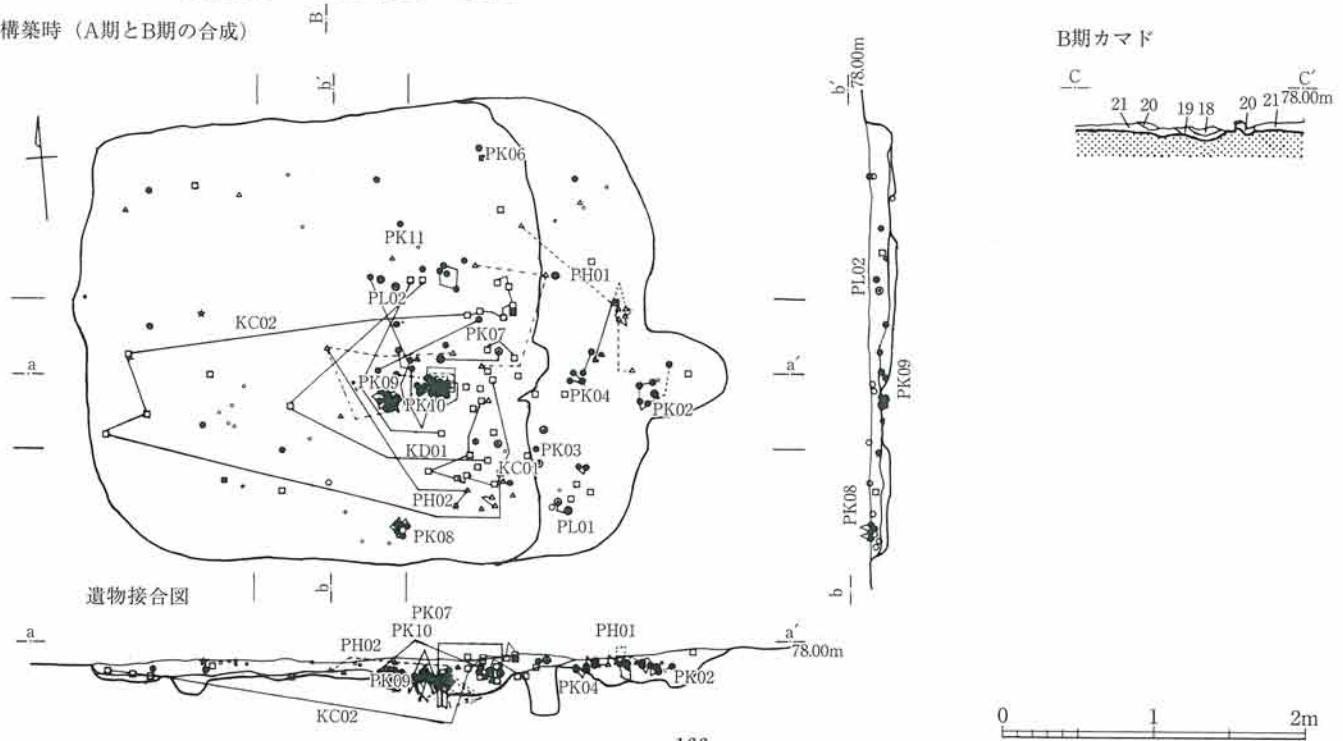 B
構築時（A期とB期の合成）
B期カマド
b′
b′
78.00m
C
C′
78.00m
21 20 19 18 20 21
PK06
PK11
PH01
PL02
PL02
KC02
PK07
a
a′
PK09
PK09
PK10
PK04
PK02
KD01
PK03
KC01
PH02
PL01
PK08
PK08
b
b
遺物接合図
PK07
a
PK10
PH01
a′
PH02
78.00m
PK09
PK04
PK02
KC02
0 1 2m